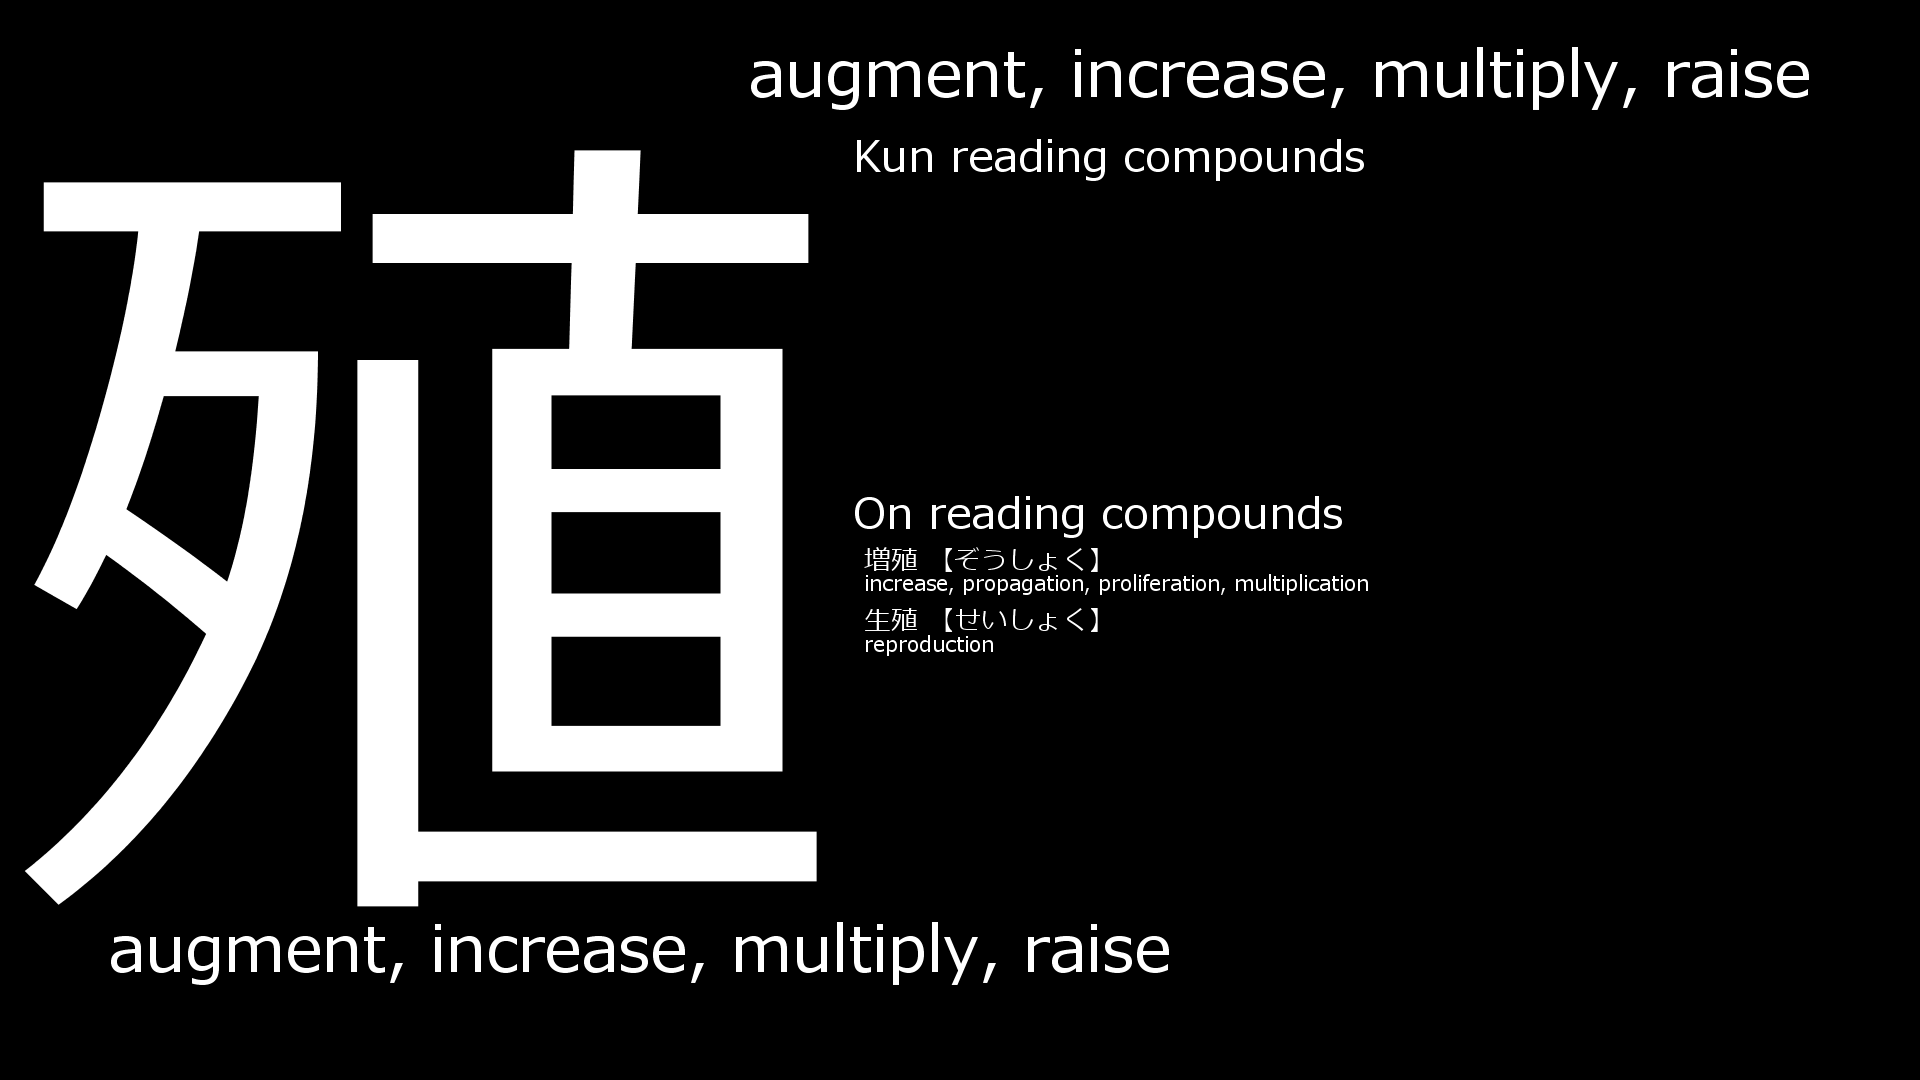 augment, increase, multiply, raise
殖
Kun reading compounds
On reading compounds
増殖 【ぞうしょく】
increase, propagation, proliferation, multiplication
生殖 【せいしょく】
reproduction
augment, increase, multiply, raise